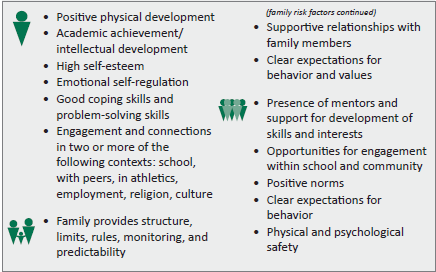 • Positive physical development
• Academic achievement/
intellectual development
• High self-esteem
• Emotional self-regulation
• Good coping skills and
problem-solving skills
• Engagement and connections
in two or more of the
following contexts: school,
with peers, in athletics,
employment, religion, culture
• Family provides structure,
limits, rules, monitoring, and
predictability
(family risk factors continued)
• Supportive relationships with
family members
• Clear expectations for
behavior and values
• Presence of mentors and
support for development of
skills and interests
• Opportunities for engagement
within school and community
• Positive norms
• Clear expectations for
behavior
• Physical and psychological
safety